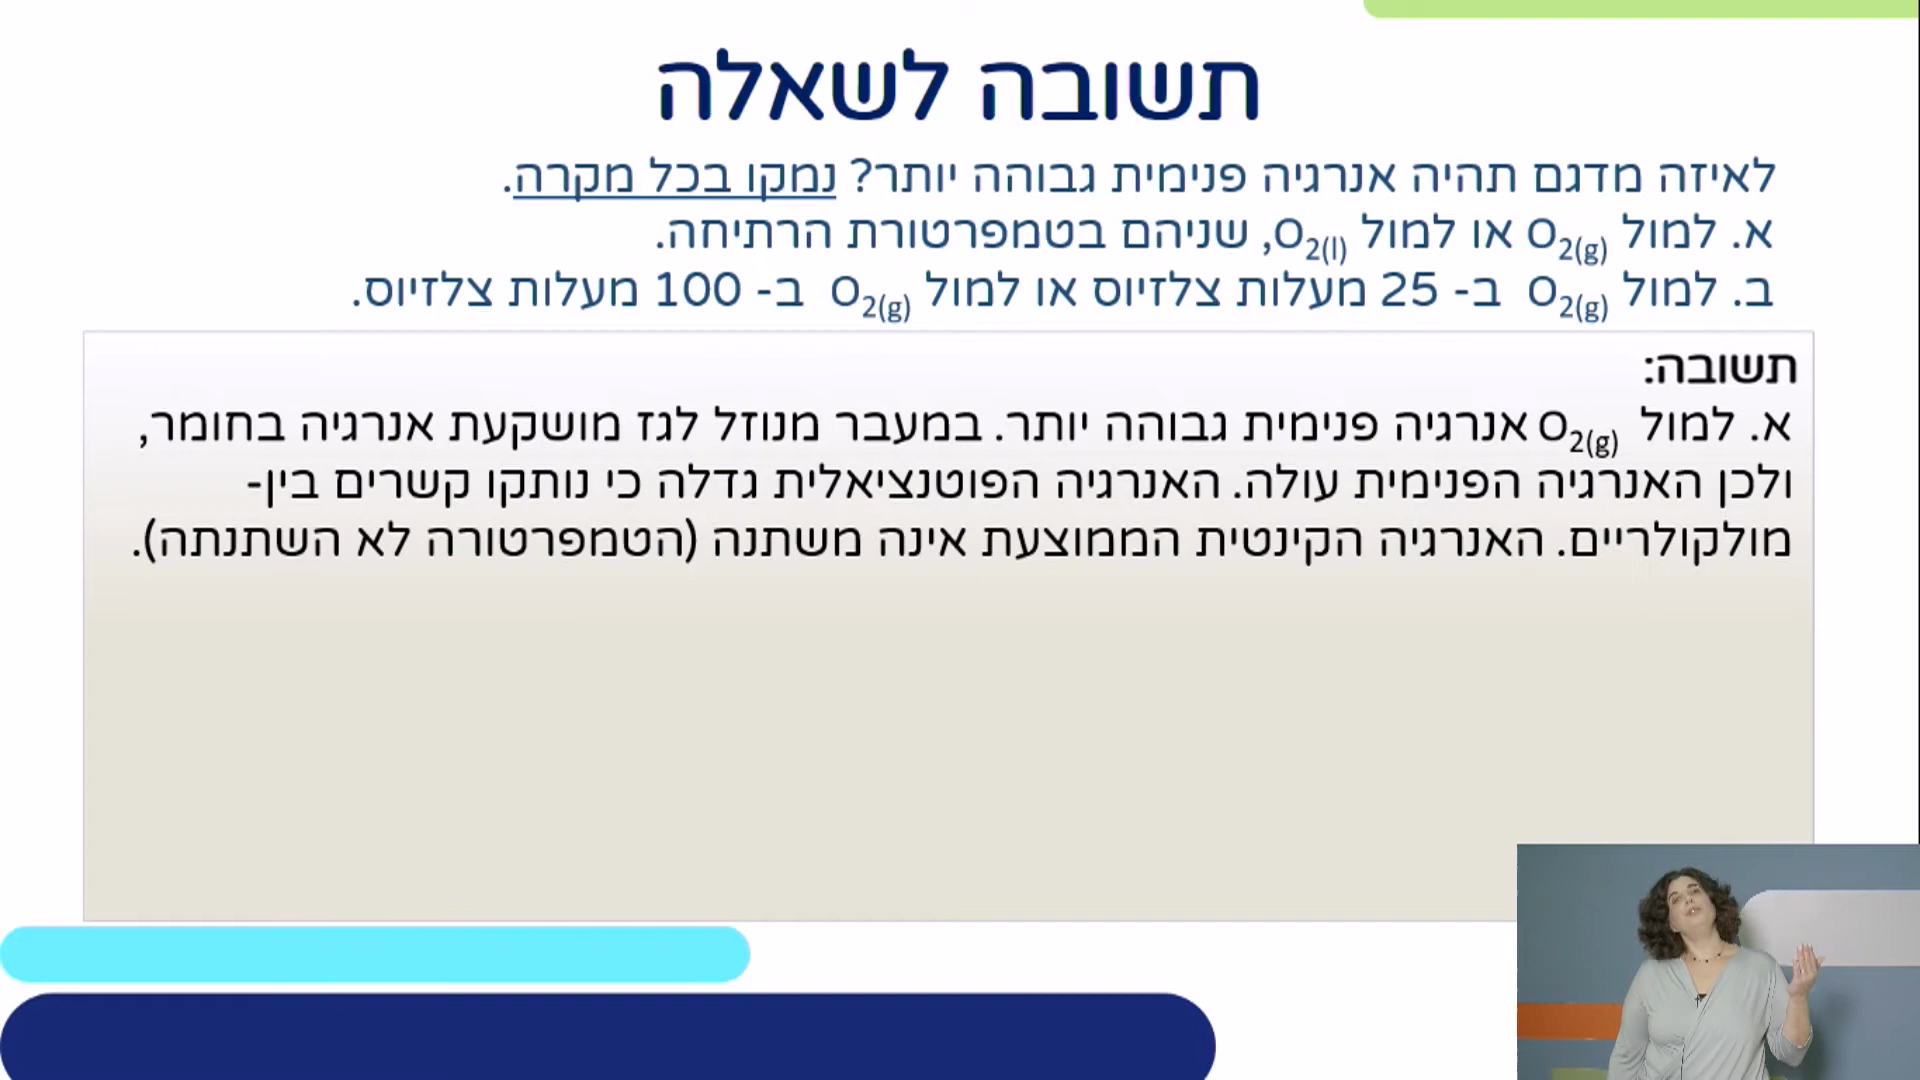 תשובה לשאלה
לאיזה מדגם תהיה אנרגיה פנימית גבוהה יותר? נמקו בכל מקרה.
א. למול O2(g) או למול O2(l), שניהם בטמפרטורת הרתיחה.
ב. למול O2(g) ב- 25 מעלות צלזיוס או למול O2(g) ב- 100 מעלות צלזיוס.
תשובה:
א. למול O2(g) אנרגיה פנימית גבוהה יותר. במעבר מנוזל לגז מושקעת אנרגיה בחומר,
ולכן האנרגיה הפנימית עולה. האנרגיה הפוטנציאלית גדלה כי נותקו קשרים בין-
מולקולריים. האנרגיה הקינטית הממוצעת אינה משתנה (הטמפרטורה לא השתנתה).